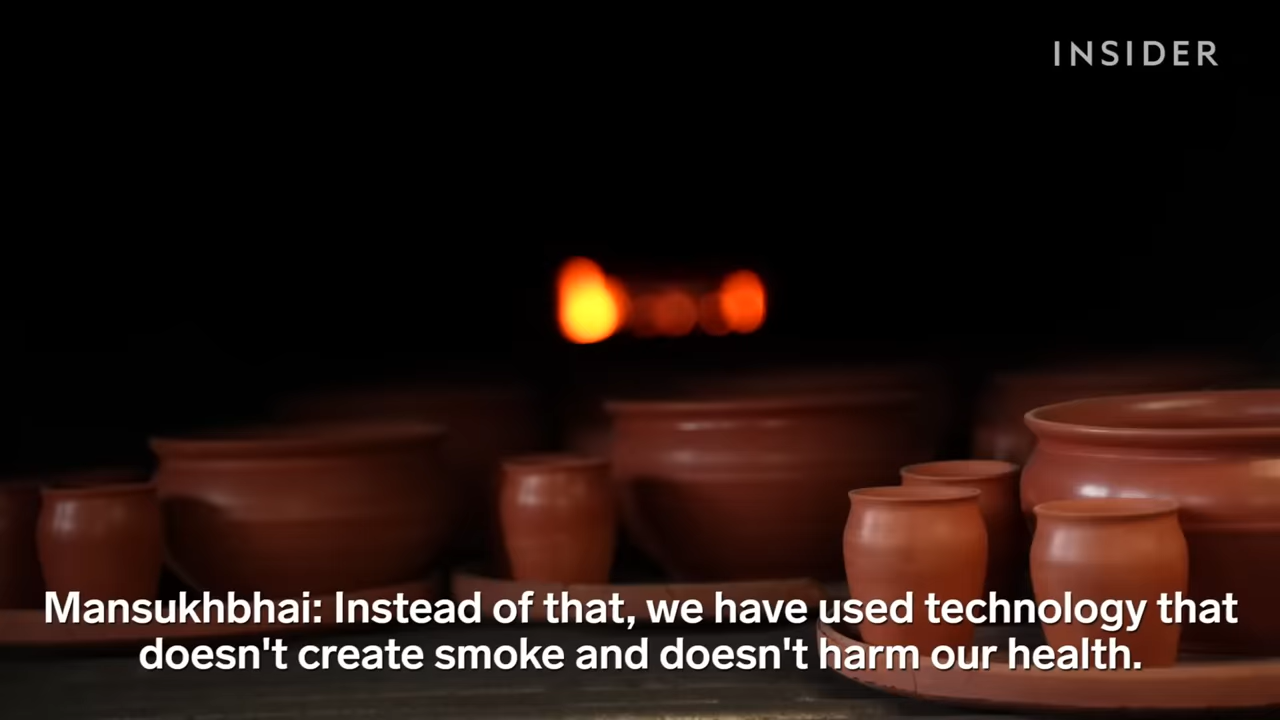 INSIDER
Mansukhbhai: Instead of that, we have used technology that
doesn't create smoke and doesn't harm our health.